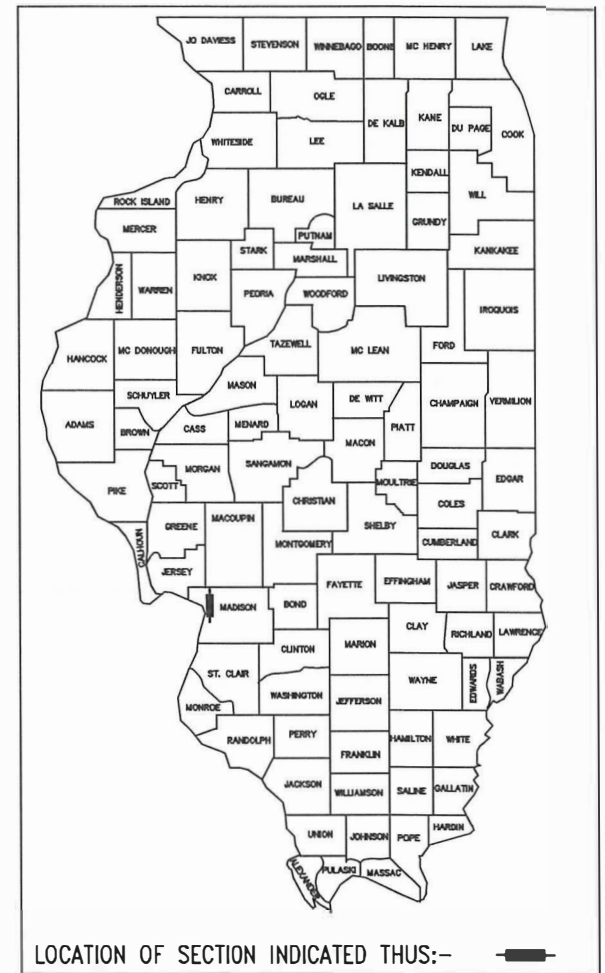 JO DAVIESS STEVENSON WINNEBAGO BOONE MC HENRY LAKE
CARROLL OGLE
DE KALB KANE DU PAGE COOK
WHITESIDE LEE
KENDALL WILL
ROCK ISLAND HENRY BUREAU LA SALLE
GRUNDY
MERCER PUTNAM
STARK MARSHALL KANKAKEE
HENDERSON WARREN KNOX PEORIA WOODFORD LIVINGSTON
IROQUOIS
HANCOCK MC DONOUGH FULTON TAZEWELL MC LEAN FORD
MASON
SCHUYLER LOGAN DE WITT CHAMPAIGN VERMILION
ADAMS BROWN CASS MENARD PIATT
MACON
MORGAN SANGAMON DOUGLAS
PIKE SCOTT CHRISTIAN MOULTRIE EDGAR
COLES
GREENE MACOUPIN SHELBY
CALHOUN MONTGOMERY CUMBERLAND CLARK
JERSEY FAYETTE EFFINGHAM JASPER CRAWFORD
MADISON BOND
CLAY RICHLAND LAWRENCE
CLINTON MARION
ST. CLAIR WAYNE EDWARDS WABASH
WASHINGTON JEFFERSON
MONROE
RANDOLPH PERRY HAMILTON WHITE
FRANKLIN
JACKSON WILLIAMSON SALINE GALLATIN
UNION JOHNSON POPE HARDIN
ALEXANDER PULASKI MASSAC
LOCATION OF SECTION INDICATED THUS:-